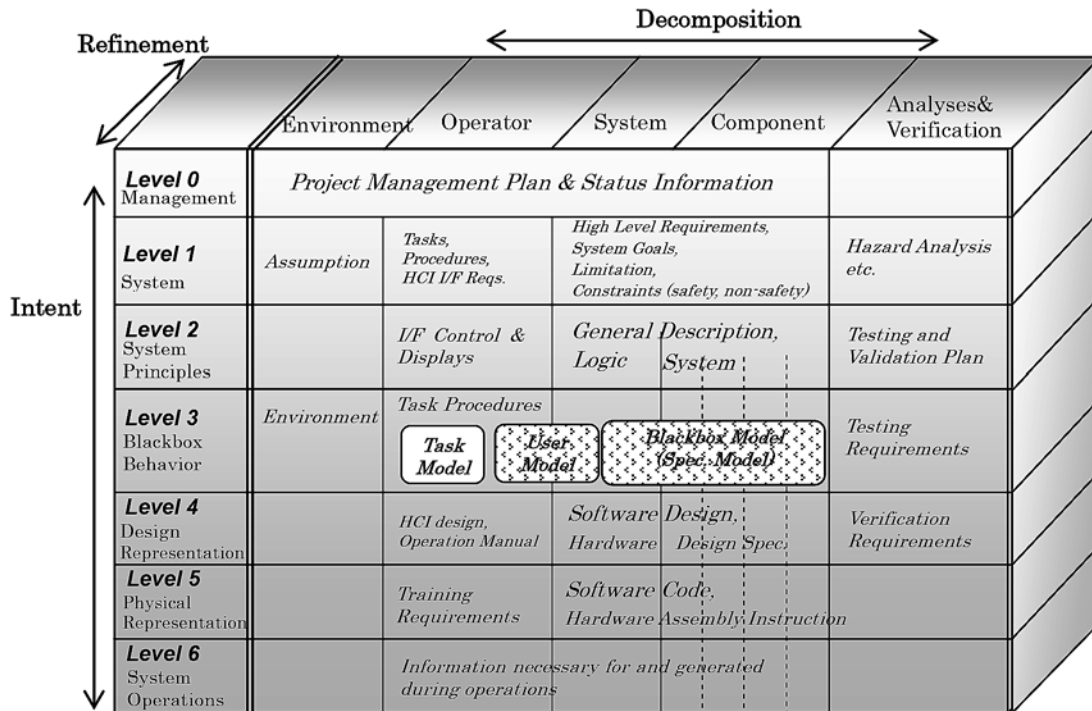 Decomposition
Refinement
Environment
Operator
System
Component
Analyses&
Verification
Intent
Level 0
Management
Project Management Plan & Status Information
Level 1
System
Assumption
Tasks,
Procedures,
HCI I/F Reqs.
High Level Requirements,
System Goals,
Limitation,
Constraints (safety, non-safety)
Hazard Analysis
etc.
Level 2
System
Principles
I/F Control &
Displays
General Description,
Logic System
Testing and
Validation Plan
Level 3
Blackbox
Behavior
Environment
Task Procedures
Task
Model
User
Model
Blackbox Model
(Spec. Model)
Testing
Requirements
Level 4
Design
Representation
HCI design,
Operation Manual
Software Design,
Hardware Design Spec.
Verification
Requirements
Level 5
Physical
Representation
Training
Requirements
Software Code,
Hardware Assembly Instruction
Level 6
System
Operations
Information necessary for and generated
during operations